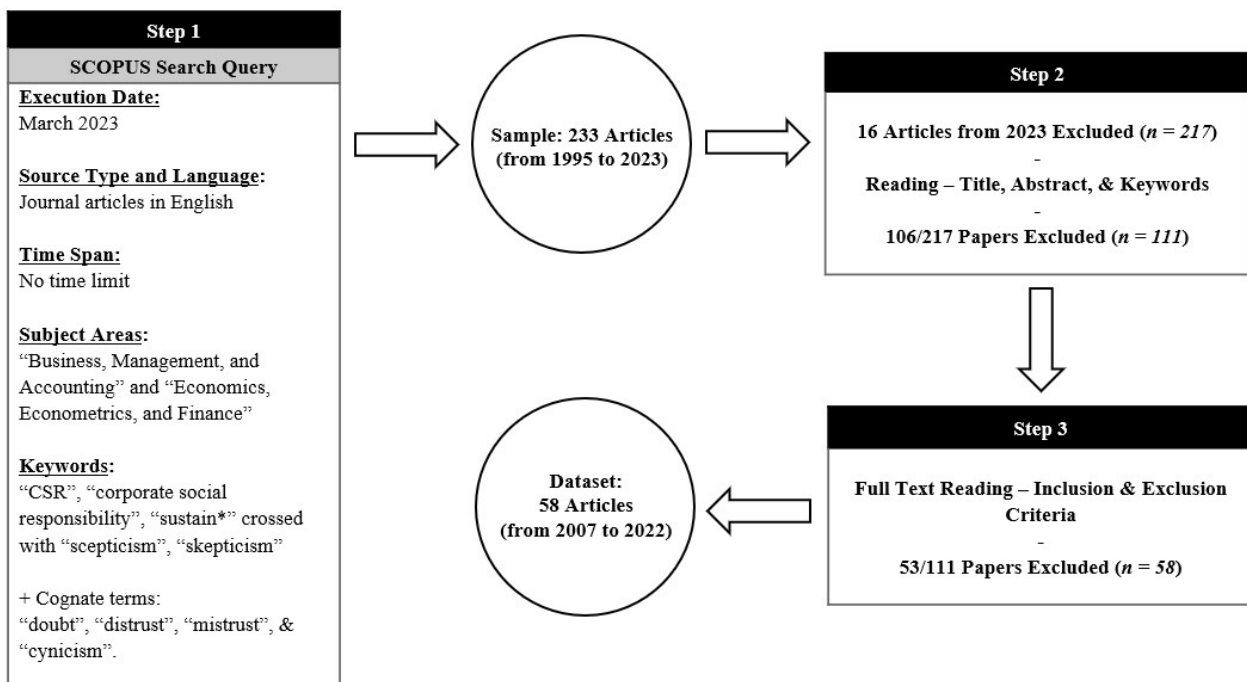 Step 1
SCOPUS Search Query
Execution Date:
March 2023
Source Type and Language:
Journal articles in English
Time Span:
No time limit
Subject Areas:
“Business, Management, and
Accounting” and “Economics,
Econometrics, and Finance”
Keywords:
“CSR”, “corporate social
responsibility”, “sustain*” crossed
with “scepticism”, “skepticism”
+ Cognate terms:
“doubt”, “distrust”, “mistrust”, &
“cynicism”.
Sample: 233 Articles
(from 1995 to 2023)
Step 2
16 Articles from 2023 Excluded (n = 217)
-
Reading – Title, Abstract, & Keywords
-
106/217 Papers Excluded (n = 111)
Step 3
Full Text Reading – Inclusion & Exclusion
Criteria
-
53/111 Papers Excluded (n = 58)
Dataset:
58 Articles
(from 2007 to 2022)